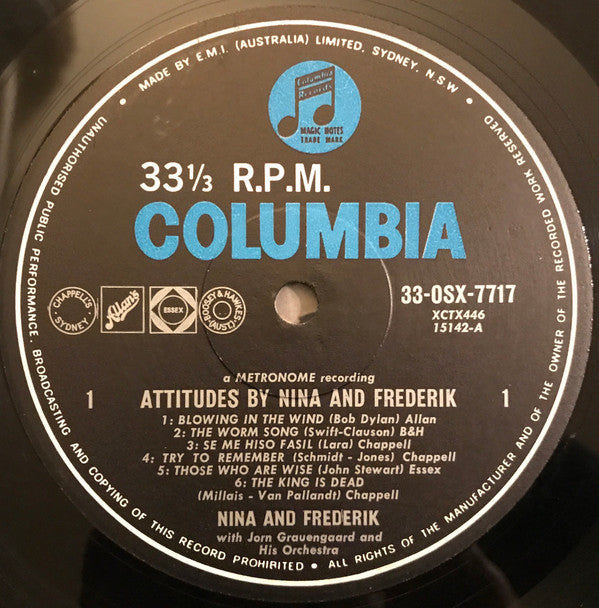 • MADE BY E.M.I. (AUSTRALIA) LIMITED, SYDNEY, N.S.W •
Columbia
Records
MAGIC NOTES
TRADE MARK
33⅓ R.P.M.
COLUMBIA
CHAPPELL'S SYDNEY
Allan's
ESSEX
BOOSEY & HAWKES (AUST)
33-OSX-7717
XCTX446
15142-A
a METRONOME recording
1 ATTITUDES BY NINA AND FREDERIK 1
1: BLOWING IN THE WIND (Bob Dylan) Allan
2: THE WORM SONG (Swift-Clauson) B&H
3: SE ME HISO FASIL (Lara) Chappell
4: TRY TO REMEMBER (Schmidt - Jones) Chappell
5: THOSE WHO ARE WISE (John Stewart) Essex
6: THE KING IS DEAD
(Millais - Van Pallandt) Chappell
NINA AND FREDERIK
with Jorn Grauengaard and
His Orchestra
UNAUTHORISED PUBLIC PERFORMANCE, BROADCASTING AND COPYING OF THIS RECORD PROHIBITED • ALL RIGHTS OF THE MANUFACTURER AND OF THE OWNER OF THE RECORDED WORK RESERVED